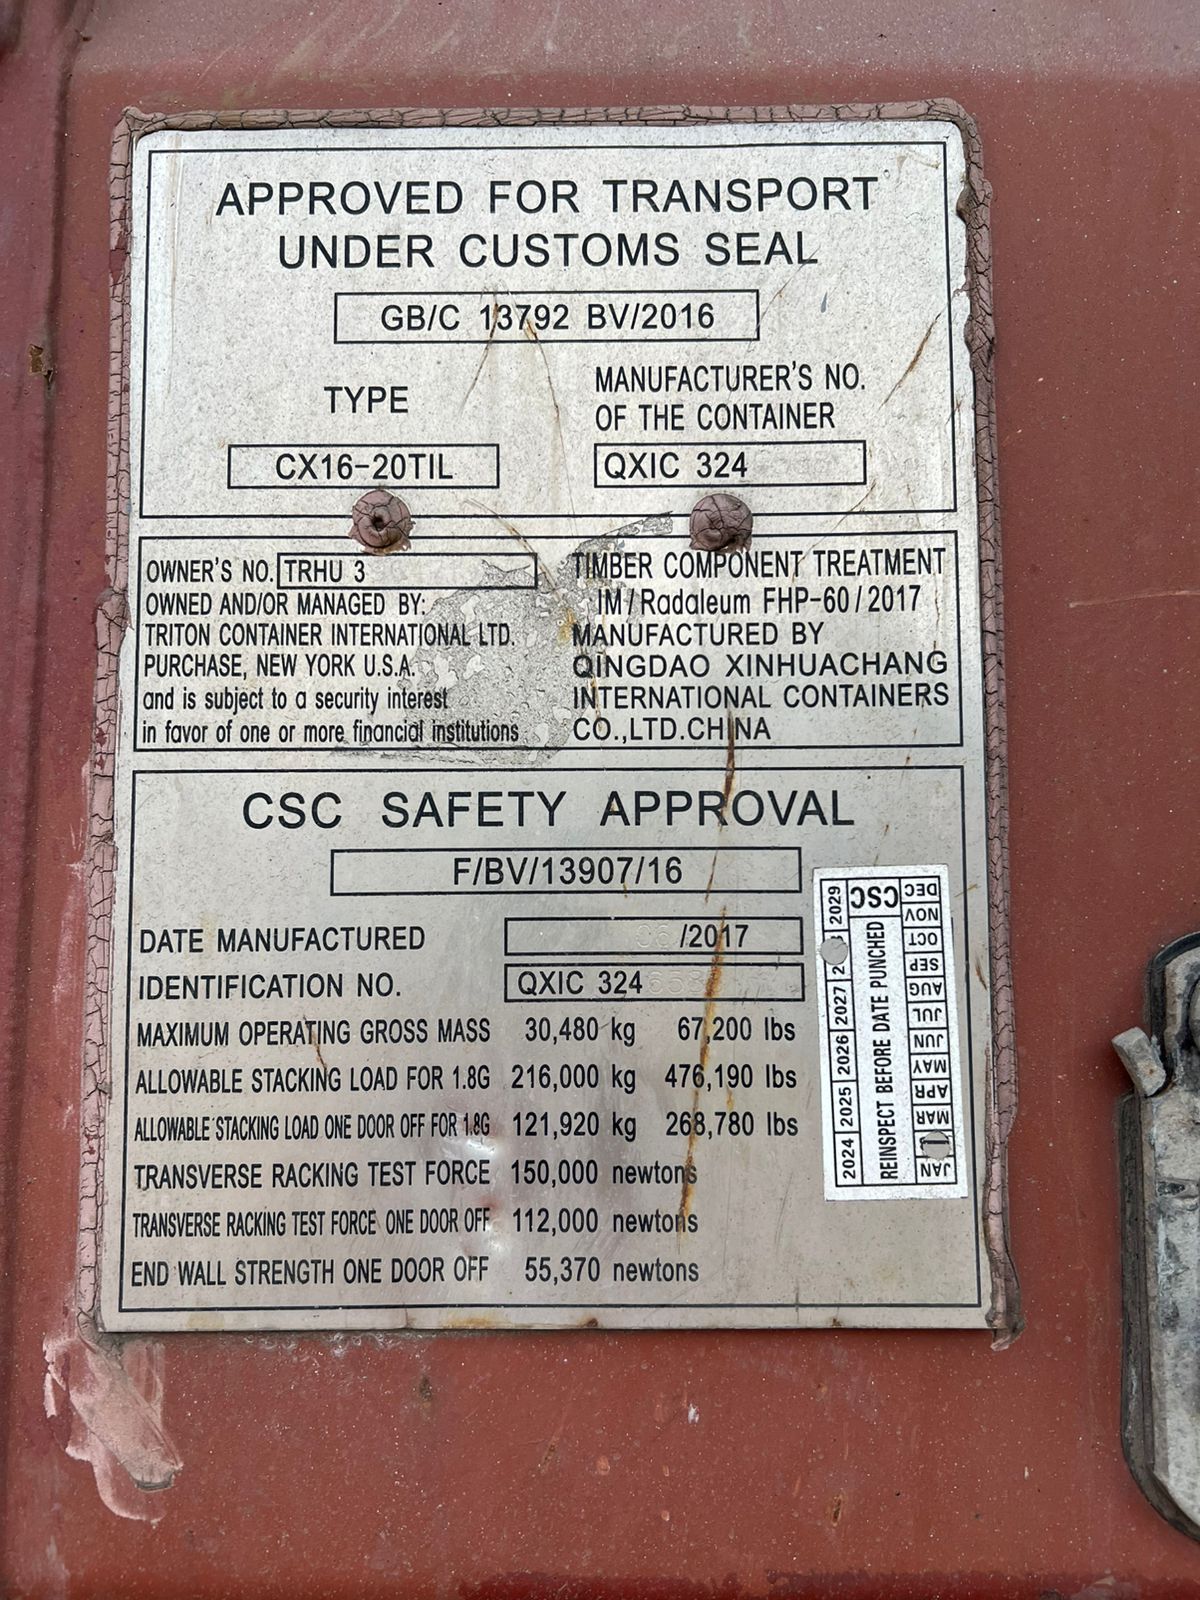 APPROVED FOR TRANSPORT
UNDER CUSTOMS SEAL
GB/C 13792 BV/2016
TYPE
CX16-20TIL
MANUFACTURER'S NO.
OF THE CONTAINER
QXIC 324
OWNER'S NO. TRHU 3
OWNED AND/OR MANAGED BY:
TRITON CONTAINER INTERNATIONAL LTD.
PURCHASE, NEW YORK U.S.A.
and is subject to a security interest
in favor of one or more financial institutions
TIMBER COMPONENT TREATMENT
IM/Radaleum FHP-60/2017
MANUFACTURED BY
QINGDAO XINHUACHANG
INTERNATIONAL CONTAINERS
CO.,LTD.CHINA
CSC SAFETY APPROVAL
F/BV/13907/16
DATE MANUFACTURED /2017
IDENTIFICATION NO. QXIC 324
MAXIMUM OPERATING GROSS MASS 30,480 kg 67,200 lbs
ALLOWABLE STACKING LOAD FOR 1.8G 216,000 kg 476,190 lbs
ALLOWABLE STACKING LOAD ONE DOOR OFF FOR 1.8G 121,920 kg 268,780 lbs
TRANSVERSE RACKING TEST FORCE 150,000 newtons
TRANSVERSE RACKING TEST FORCE ONE DOOR OFF 112,000 newtons
END WALL STRENGTH ONE DOOR OFF 55,370 newtons
2024 2025 2026 2027 2029
REINSPECT BEFORE DATE PUNCHED
CSC
JAN MAR APR MAY JUN JUL AUG SEP OCT NOV DEC